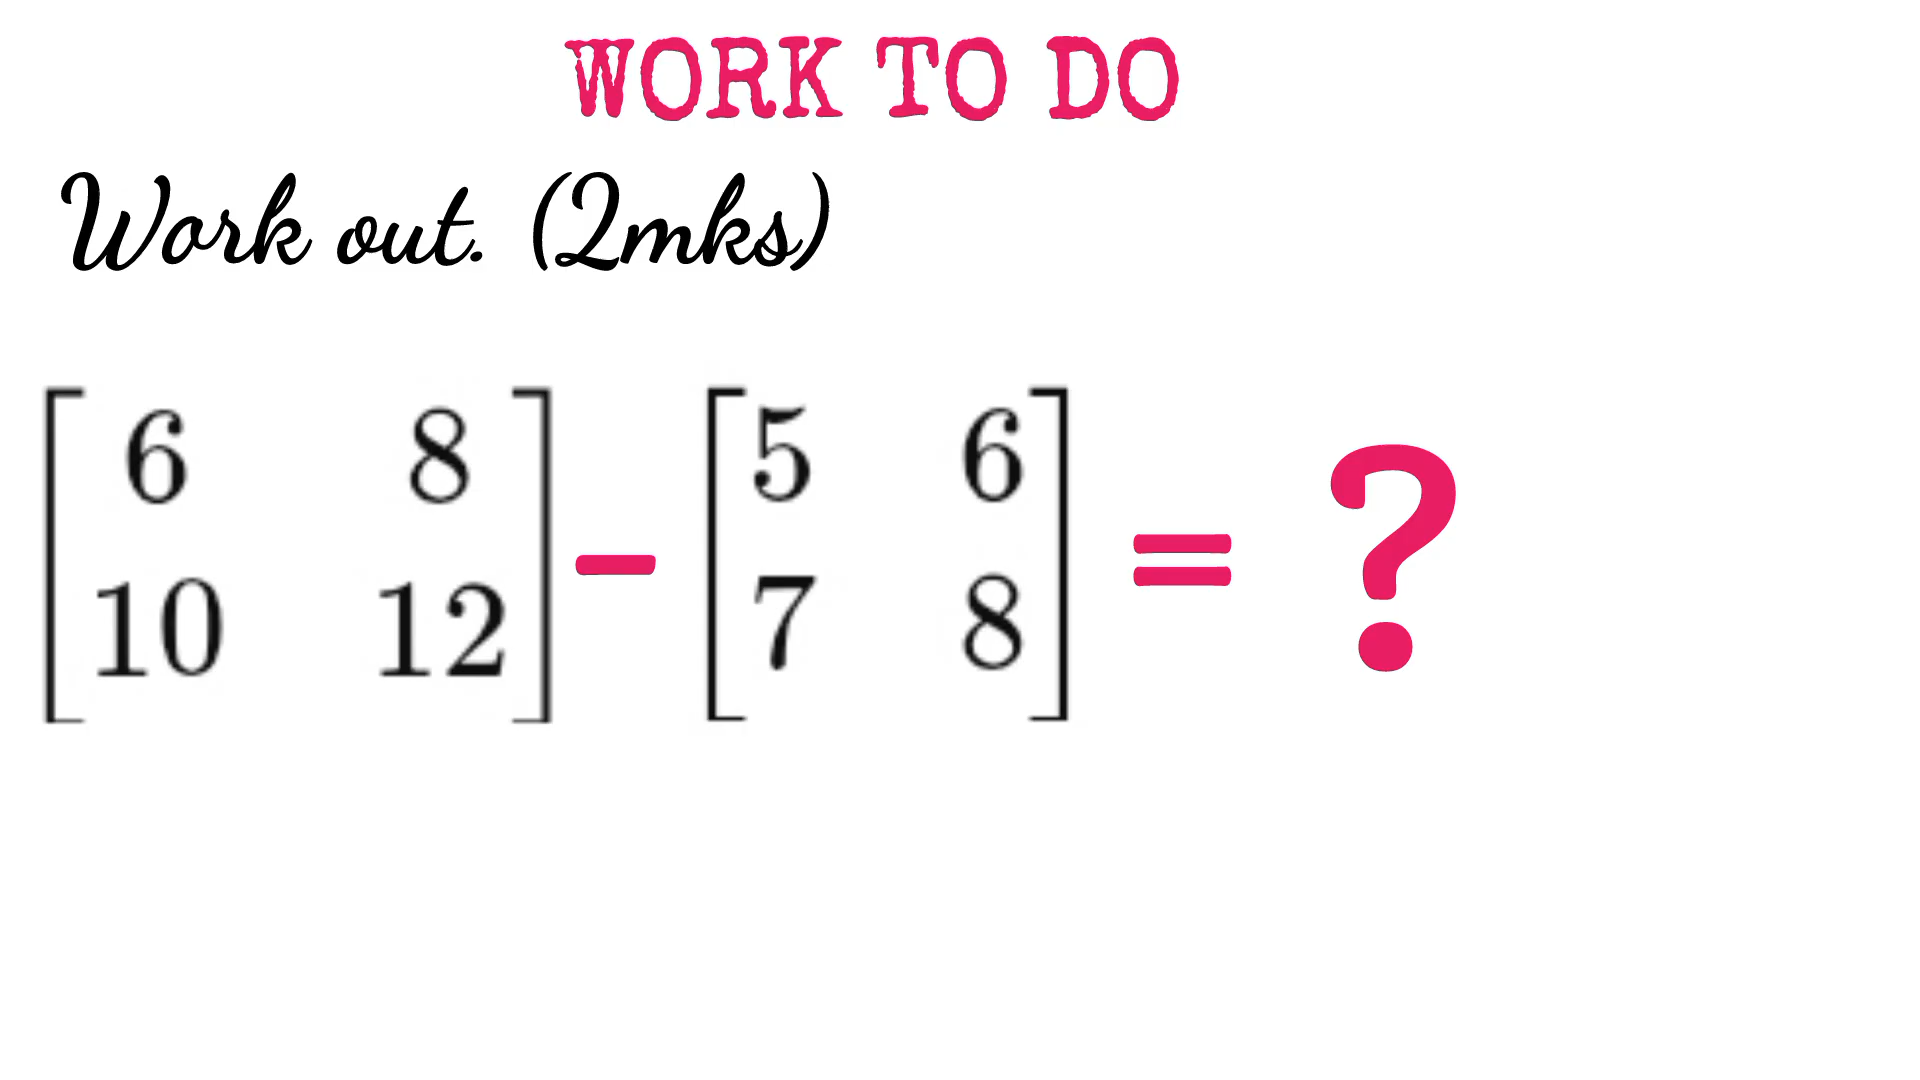 WORK TO DO
Work out. (2mks)
[6 8] [5 6]
[10 12] - [7 8] = ?